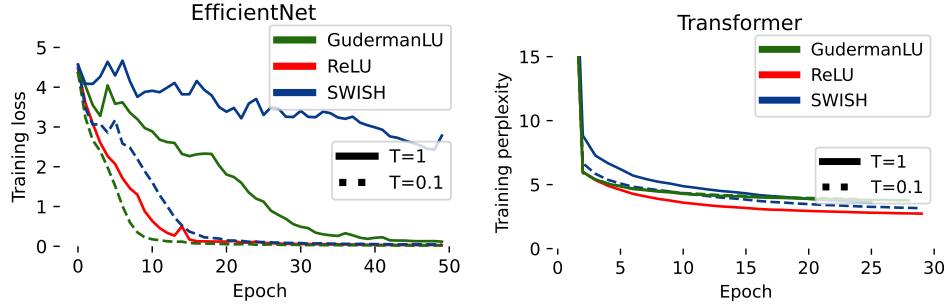 EfficientNet
Training loss
5
4
3
2
1
0
0
10
20
30
40
50
Epoch
GudermanLU
ReLU
SWISH
T=1
T=0.1
Transformer
Training perplexity
15
10
5
0
0
5
10
15
20
25
30
Epoch
GudermanLU
ReLU
SWISH
T=1
T=0.1